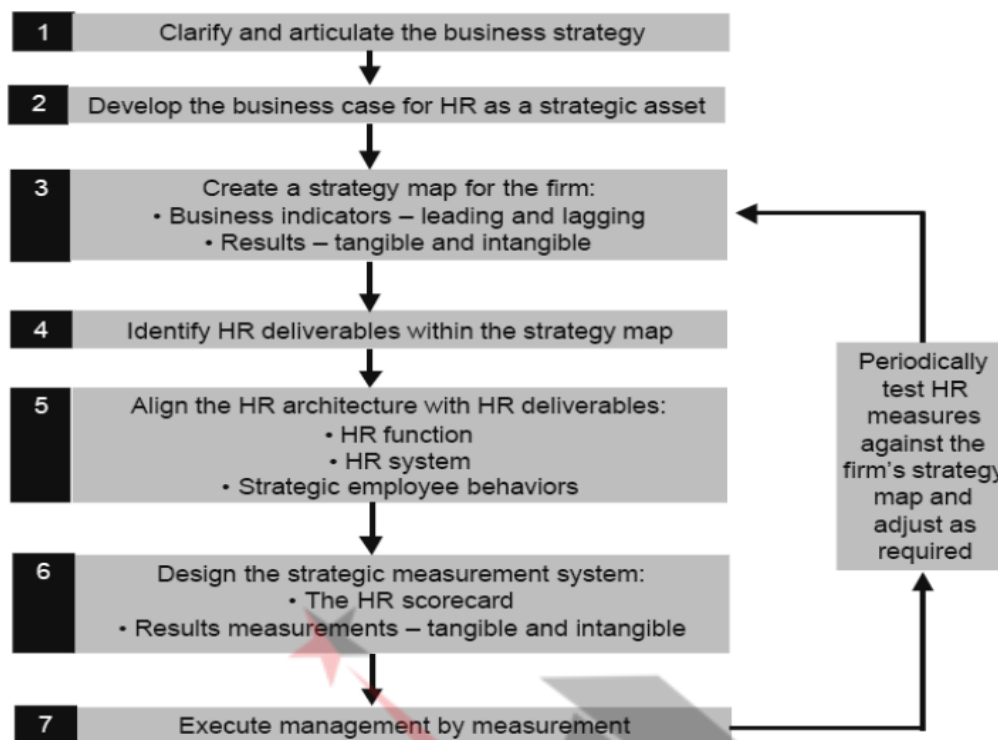 1
Clarify and articulate the business strategy
2
Develop the business case for HR as a strategic asset
3
Create a strategy map for the firm:
• Business indicators – leading and lagging
• Results – tangible and intangible
4
Identify HR deliverables within the strategy map
5
Align the HR architecture with HR deliverables:
• HR function
• HR system
• Strategic employee behaviors
6
Design the strategic measurement system:
• The HR scorecard
• Results measurements – tangible and intangible
7
Execute management by measurement
Periodically
test HR
measures
against the
firm's strategy
map and
adjust as
required